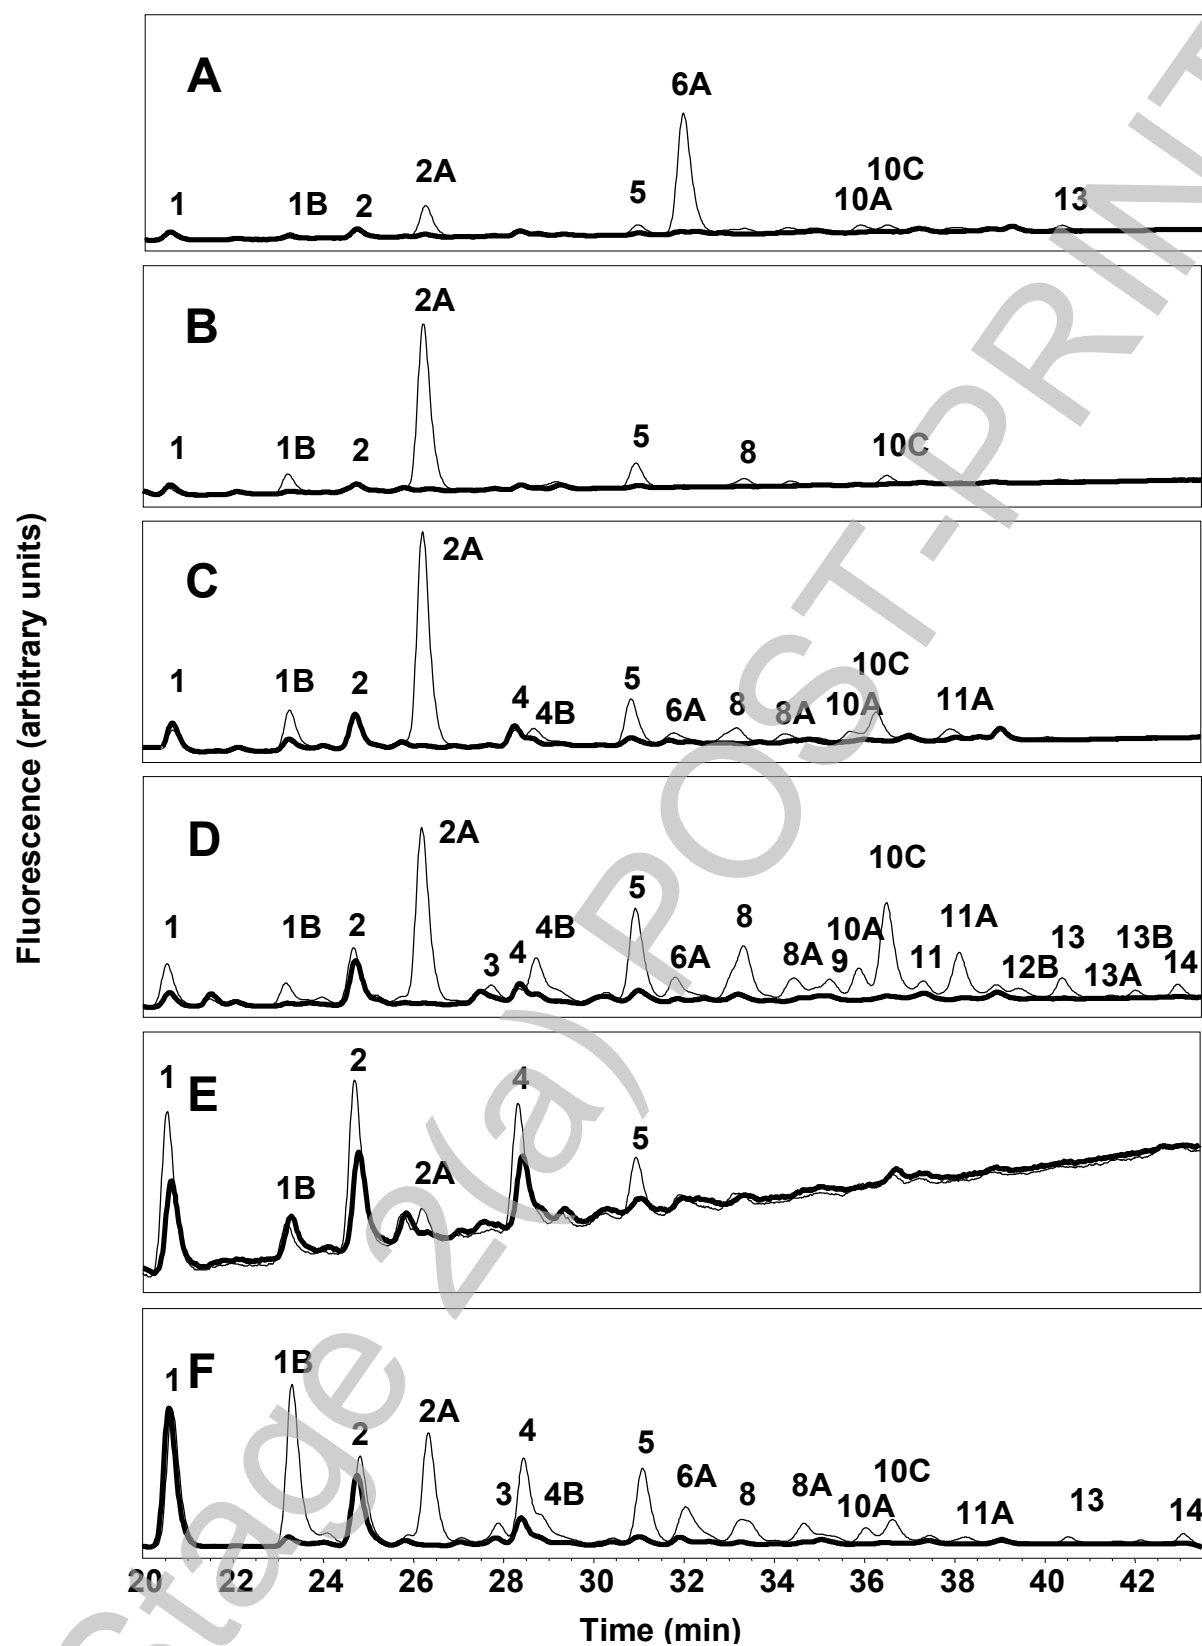 A
6A
10C
2A
1 1B 2 5 10A 13
B
2A
1 1B 2 5 8 10C
C
2A
10C
1 1B 2 4 4B 5 6A 8 8A 10A 11A
D
2A
10C
1 1B 2 3 4 4B 5 6A 8 8A 9 10A 11 11A 12B 13 13A 13B 14
E
1 1B 2 2A 4 5
F
1 1B 2 2A 3 4 4B 5 6A 8 8A 10A 10C 11A 13 14
20 22 24 26 28 30 32 34 36 38 40 42
Time (min)
Fluorescence (arbitrary units)
Stage 2(a) POST-PRINT